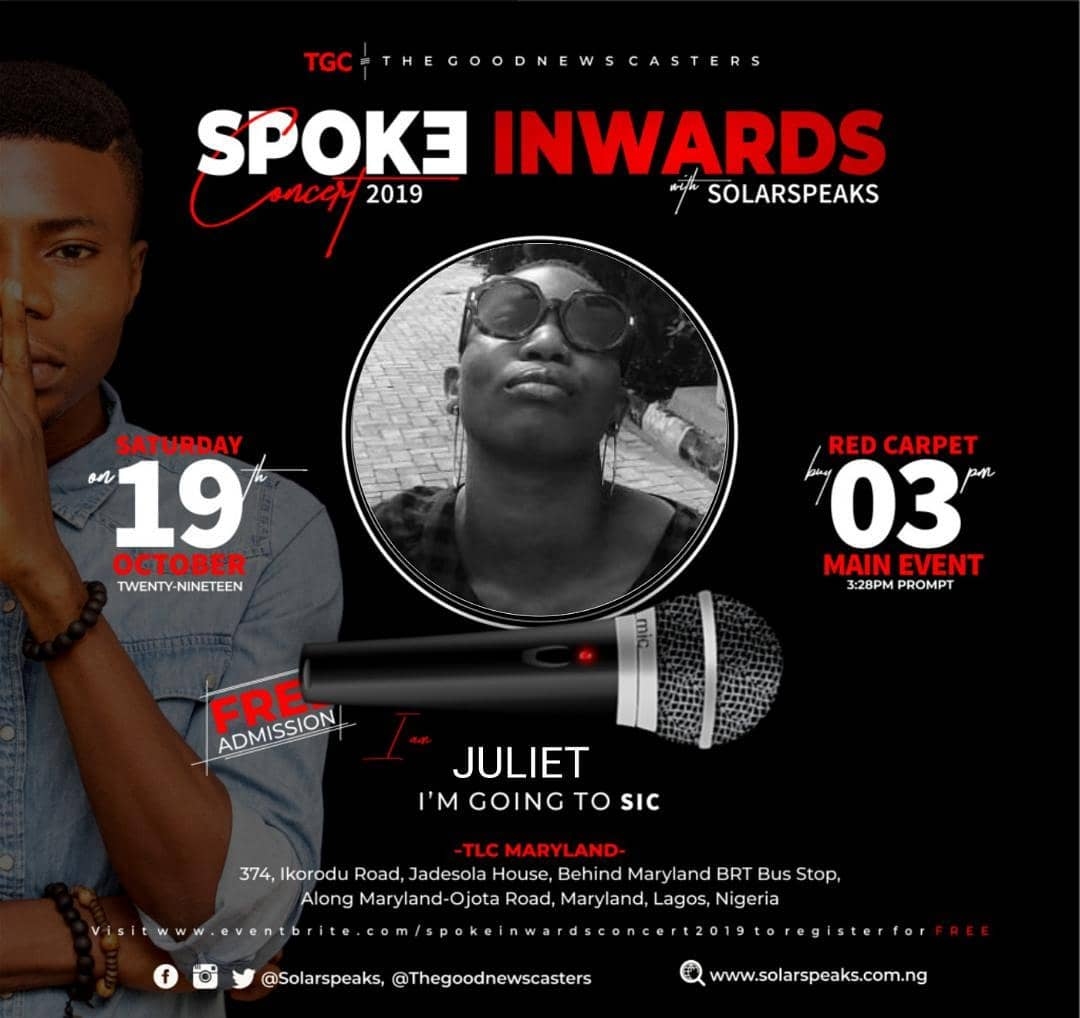 TGC THEGOODNEWSCASTERS
SPOKE INWARDS
Concert 2019
with SOLARSPEAKS
SATURDAY
on 19th
OCTOBER
TWENTY-NINETEEN
RED CARPET
buy 03 pm
MAIN EVENT
3:28PM PROMPT
mic
FREE
ADMISSION
I am
JULIET
I'M GOING TO SIC
-TLC MARYLAND-
374, Ikorodu Road, Jadesola House, Behind Maryland BRT Bus Stop,
Along Maryland-Ojota Road, Maryland, Lagos, Nigeria
Visit www.eventbrite.com/spokeinwardsconcert2019 to register for FREE
@Solarspeaks, @Thegoodnewscasters
www.solarspeaks.com.ng